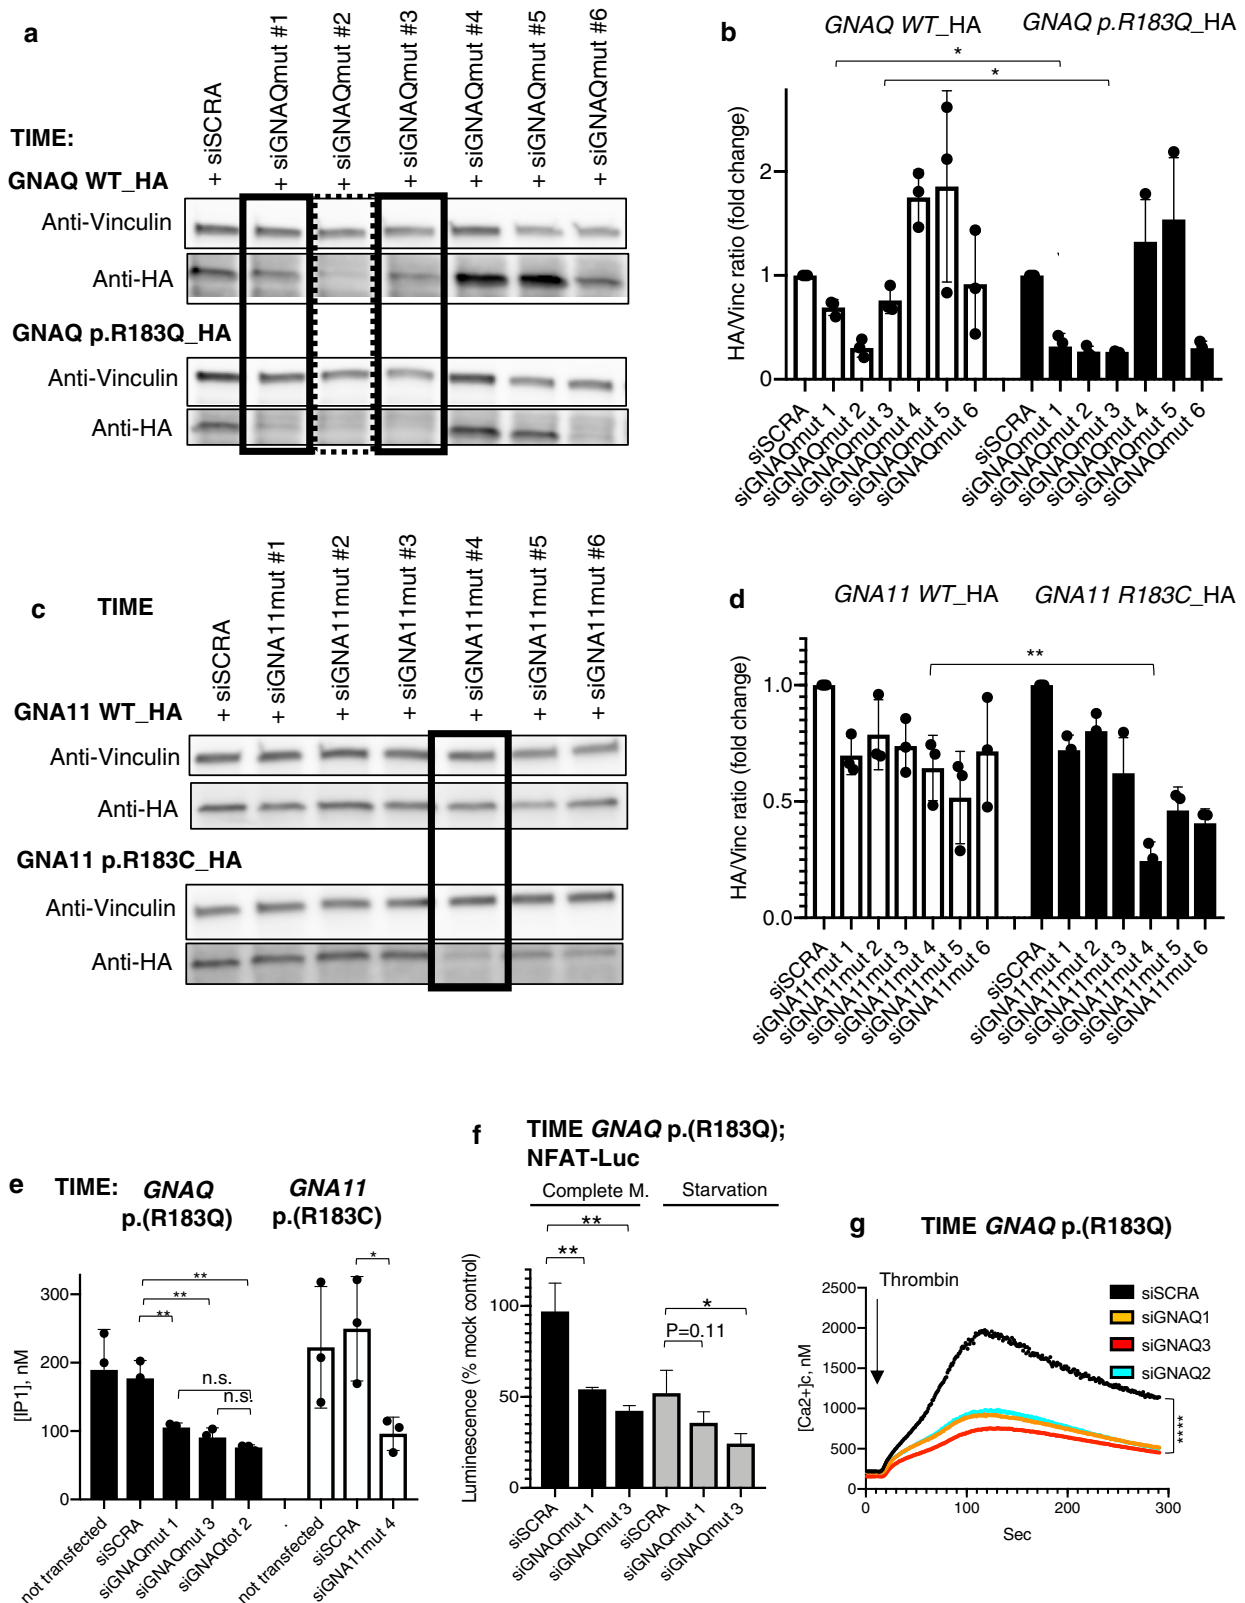 a
+ siSCRA
+ siGNAQmut #1
+ siGNAQmut #2
+ siGNAQmut #3
+ siGNAQmut #4
+ siGNAQmut #5
+ siGNAQmut #6
TIME:
GNAQ WT_HA
Anti-Vinculin
Anti-HA
GNAQ p.R183Q_HA
Anti-Vinculin
Anti-HA
b
GNAQ WT_HA GNAQ p.R183Q_HA
*
*
HA/Vinc ratio (fold change)
2
1
0
siSCRA
siGNAQmut 1
siGNAQmut 2
siGNAQmut 3
siGNAQmut 4
siGNAQmut 5
siGNAQmut 6
siSCRA
siGNAQmut 1
siGNAQmut 2
siGNAQmut 3
siGNAQmut 4
siGNAQmut 5
siGNAQmut 6
c TIME
+ siSCRA
+ siGNA11mut #1
+ siGNA11mut #2
+ siGNA11mut #3
+ siGNA11mut #4
+ siGNA11mut #5
+ siGNA11mut #6
GNA11 WT_HA
Anti-Vinculin
Anti-HA
GNA11 p.R183C_HA
Anti-Vinculin
Anti-HA
d
GNA11 WT_HA GNA11 R183C_HA
**
HA/Vinc ratio (fold change)
1.0
0.5
0.0
siSCRA
siGNA11mut 1
siGNA11mut 2
siGNA11mut 3
siGNA11mut 4
siGNA11mut 5
siGNA11mut 6
siSCRA
siGNA11mut 1
siGNA11mut 2
siGNA11mut 3
siGNA11mut 4
siGNA11mut 5
siGNA11mut 6
e TIME: GNAQ p.(R183Q) GNA11 p.(R183C)
**
**
**
n.s.
n.s.
*
[IP1], nM
300
200
100
0
not transfected
siSCRA
siGNAQmut 1
siGNAQmut 3
siGNAQtot 2
.
not transfected
siSCRA
siGNA11mut 4
f TIME GNAQ p.(R183Q);
NFAT-Luc
Complete M. Starvation
**
**
*
P=0.11
Luminescence (% mock control)
100
50
0
siSCRA
siGNAQmut 1
siGNAQmut 3
siSCRA
siGNAQmut 1
siGNAQmut 3
g TIME GNAQ p.(R183Q)
Thrombin
siSCRA
siGNAQ1
siGNAQ3
siGNAQ2
[Ca2+]c, nM
2500
2000
1500
1000
500
0
****
0 100 200 300
Sec